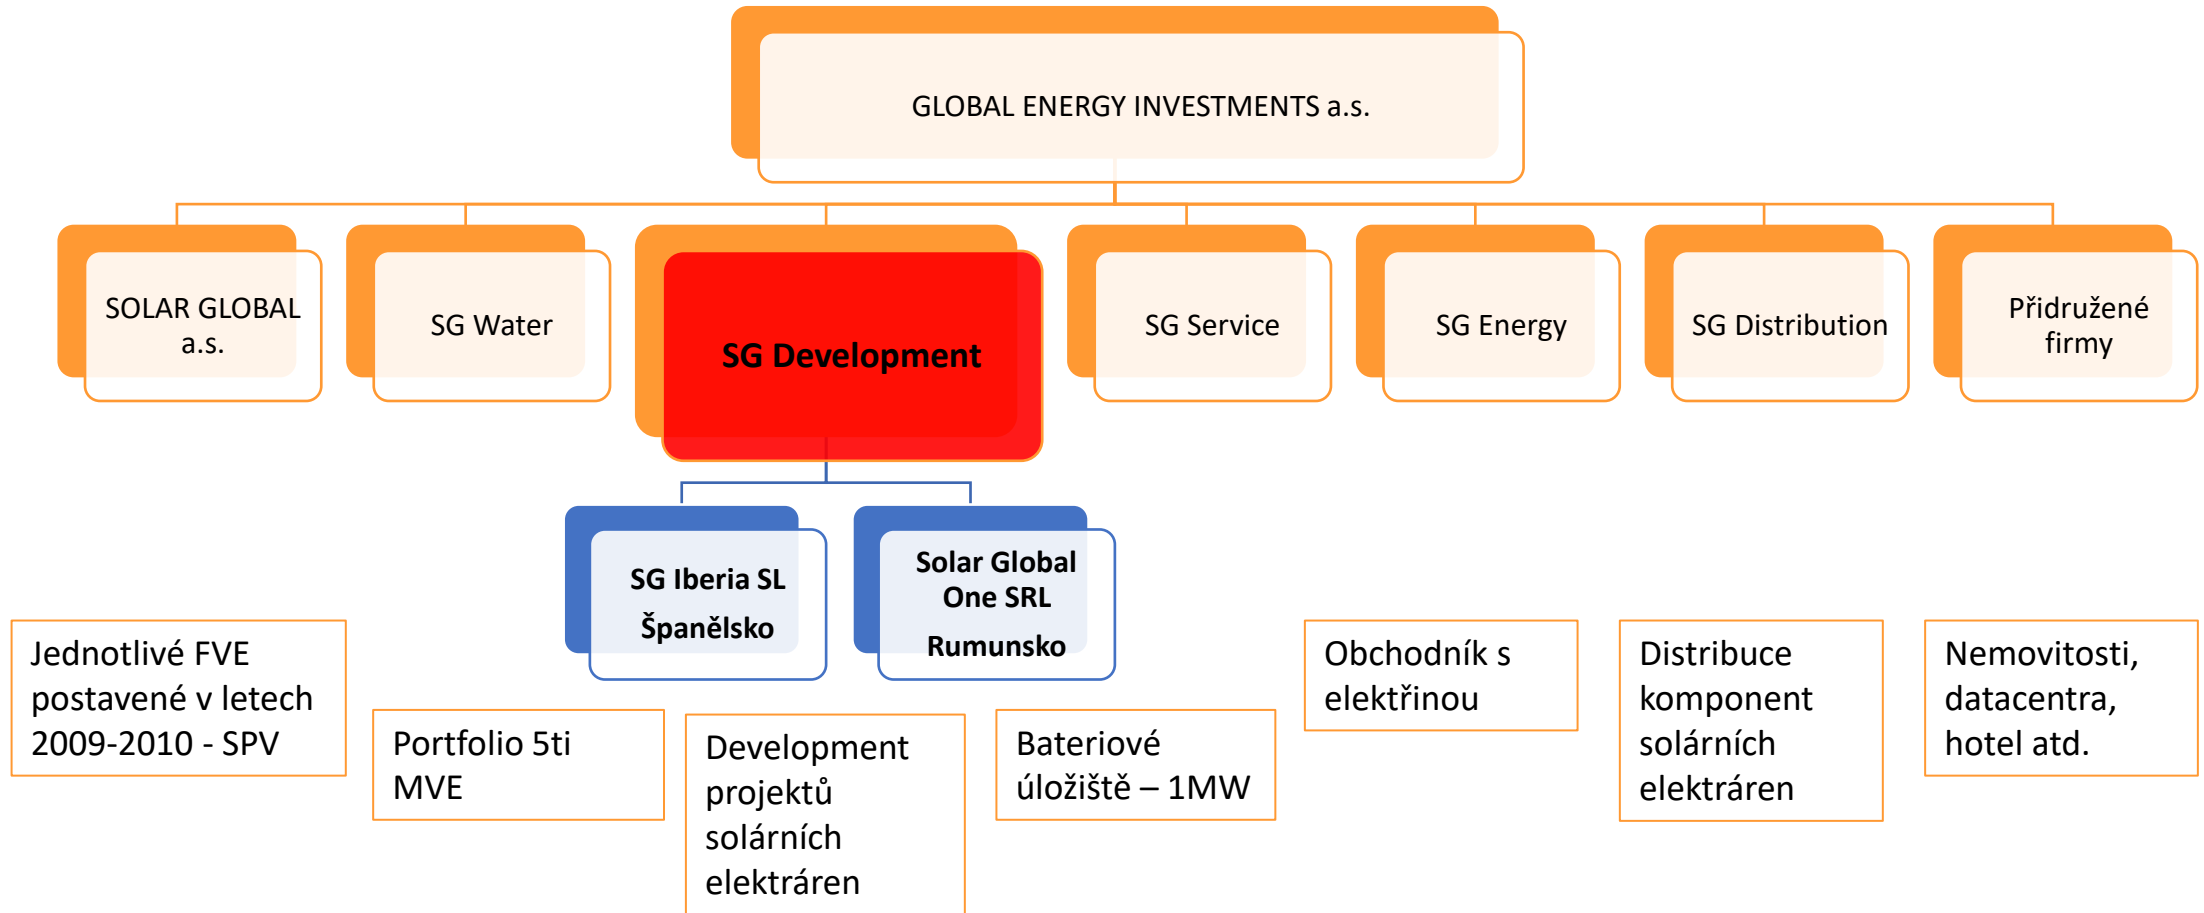 GLOBAL ENERGY INVESTMENTS a.s.
SOLAR GLOBAL
a.s.
SG Water
SG Development
SG Service
SG Energy
SG Distribution
Přidružené
firmy
SG Iberia SL
Španělsko
Solar Global
One SRL
Rumunsko
Jednotlivé FVE
postavené v letech
2009-2010 - SPV
Portfolio 5ti
MVE
Development
projektů
solárních
elektráren
Bateriové
úložiště – 1MW
Obchodník s
elektřinou
Distribuce
komponent
solárních
elektráren
Nemovitosti,
datacentra,
hotel atd.